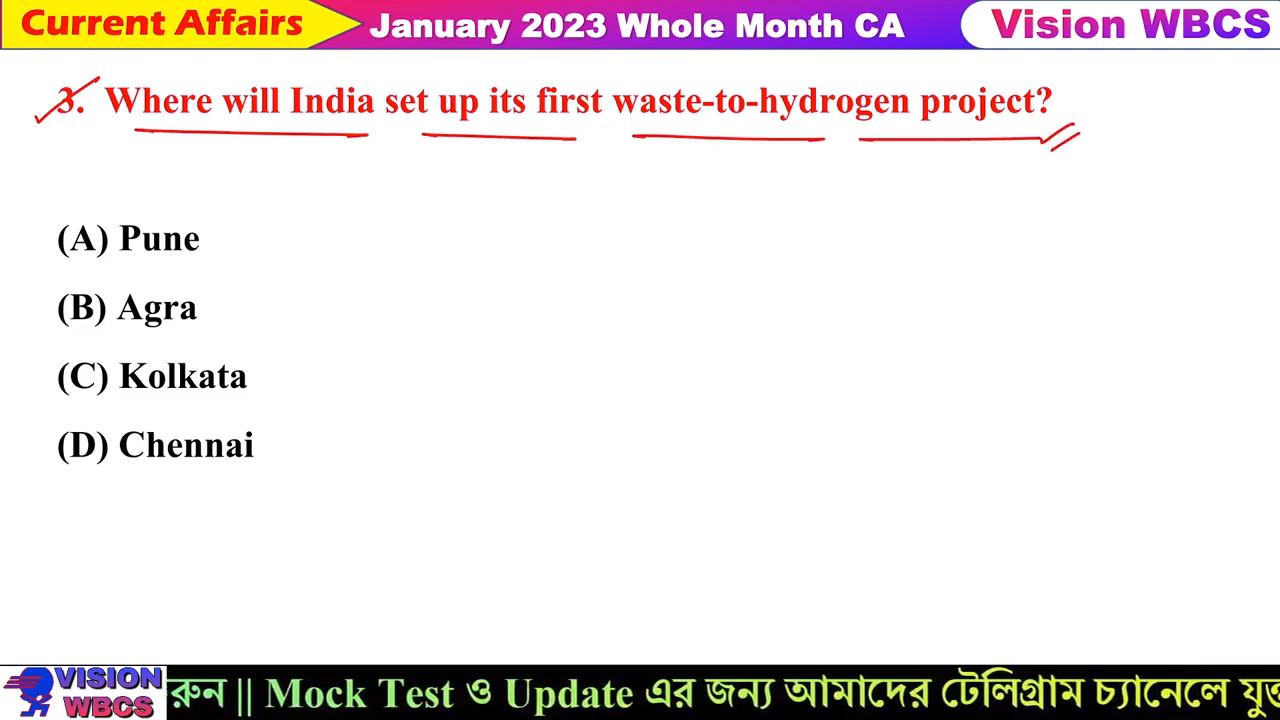 Current Affairs
January 2023 Whole Month CA
Vision WBCS
3. Where will India set up its first waste-to-hydrogen project?
(A) Pune
(B) Agra
(C) Kolkata
(D) Chennai
VISION
WBCS
রুন || Mock Test ও Update এর জন্য আমাদের টেলিগ্রাম চ্যানেলে যুক্ত